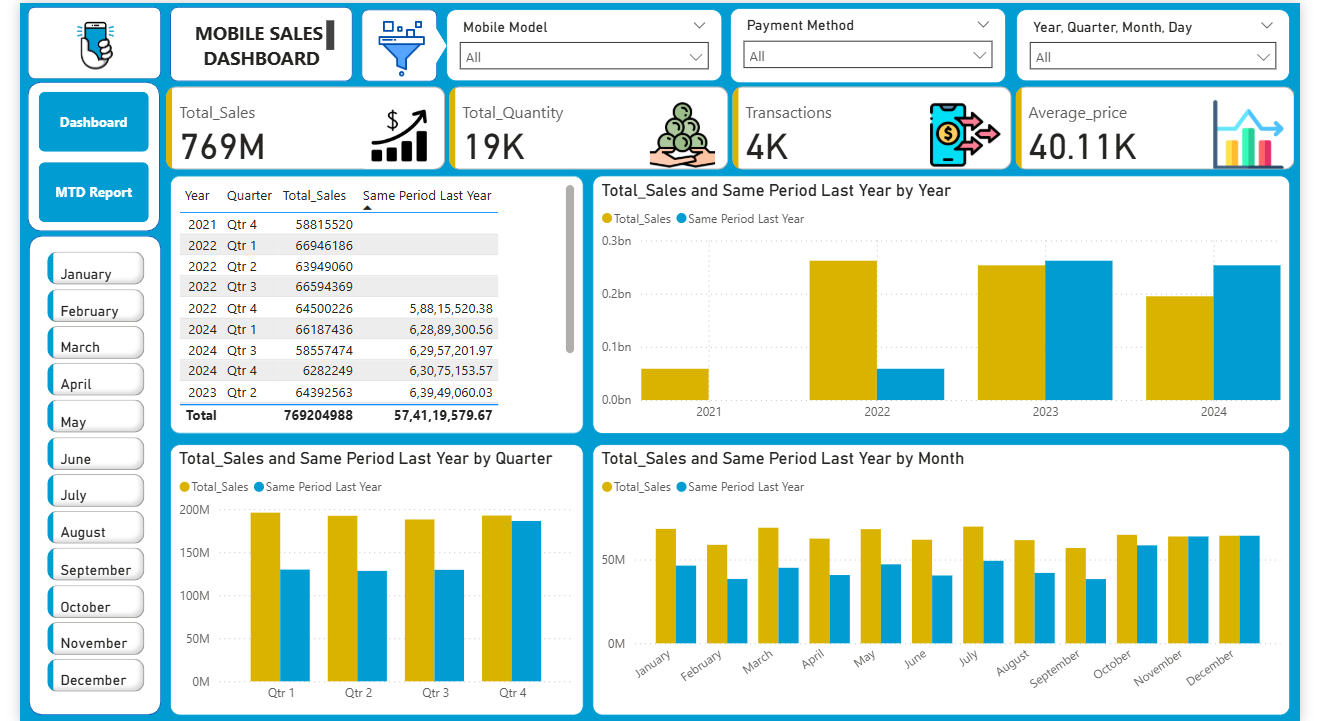 MOBILE SALES
DASHBOARD
Mobile Model
All
Payment Method
All
Year, Quarter, Month, Day
All
Dashboard
MTD Report
January
February
March
April
May
June
July
August
September
October
November
December
Total_Sales
769M
$
Total_Quantity
19K
Transactions
4K
$
Average_price
40.11K
Year Quarter Total_Sales Same Period Last Year
2021 Qtr 4 58815520
2022 Qtr 1 66946186
2022 Qtr 2 63949060
2022 Qtr 3 66594369
2022 Qtr 4 64500226 5,88,15,520.38
2024 Qtr 1 66187436 6,28,89,300.56
2024 Qtr 3 58557474 6,29,57,201.97
2024 Qtr 4 6282249 6,30,75,153.57
2023 Qtr 2 64392563 6,39,49,060.03
Total 769204988 57,41,19,579.67
Total_Sales and Same Period Last Year by Year
Total_Sales Same Period Last Year
0.3bn
0.2bn
0.1bn
0.0bn
2021 2022 2023 2024
Total_Sales and Same Period Last Year by Quarter
Total_Sales Same Period Last Year
200M
150M
100M
50M
0M
Qtr 1 Qtr 2 Qtr 3 Qtr 4
Total_Sales and Same Period Last Year by Month
Total_Sales Same Period Last Year
50M
0M
January February March April May June July August September October November December